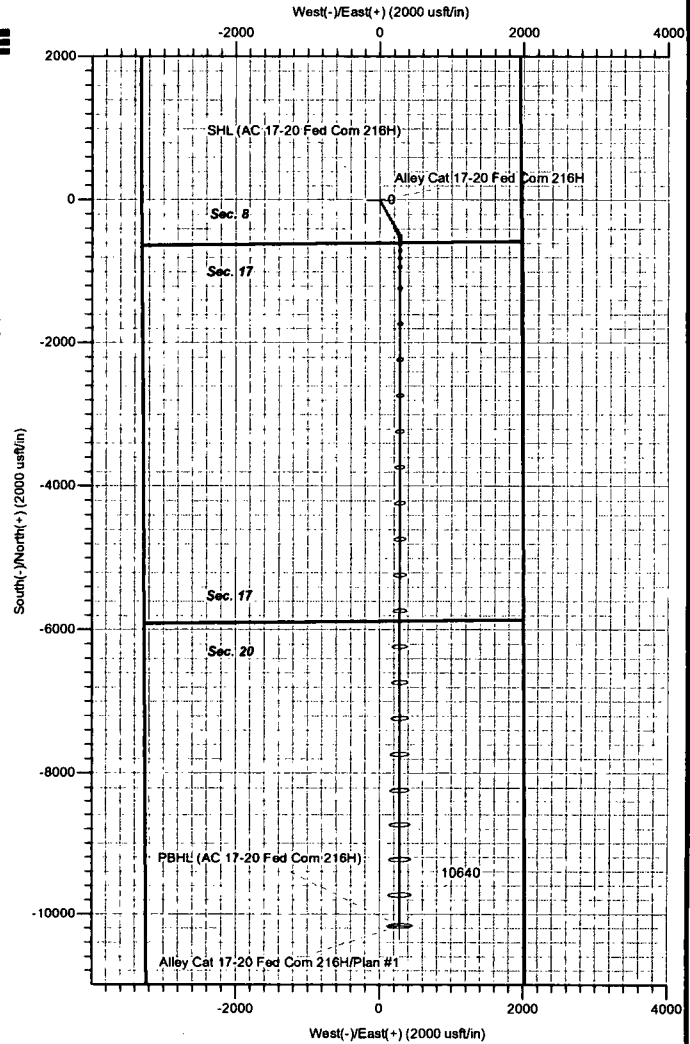 West(-)/East(+) (2000 usft/in)
-2000 0 2000 4000
2000
SHL (AC 17-20 Fed Com 216H)
Alley Cat 17-20 Fed Com 216H
0
0
Sec. 8
Sec. 17
-2000
South(-)/North(+) (2000 usft/in)
-4000
Sec. 17
-6000
Sec. 20
-8000
PBHL (AC 17-20 Fed Com 216H)
10640
-10000
Alley Cat 17-20 Fed Com 216H/Plan #1
-2000 0 2000 4000
West(-)/East(+) (2000 usft/in)